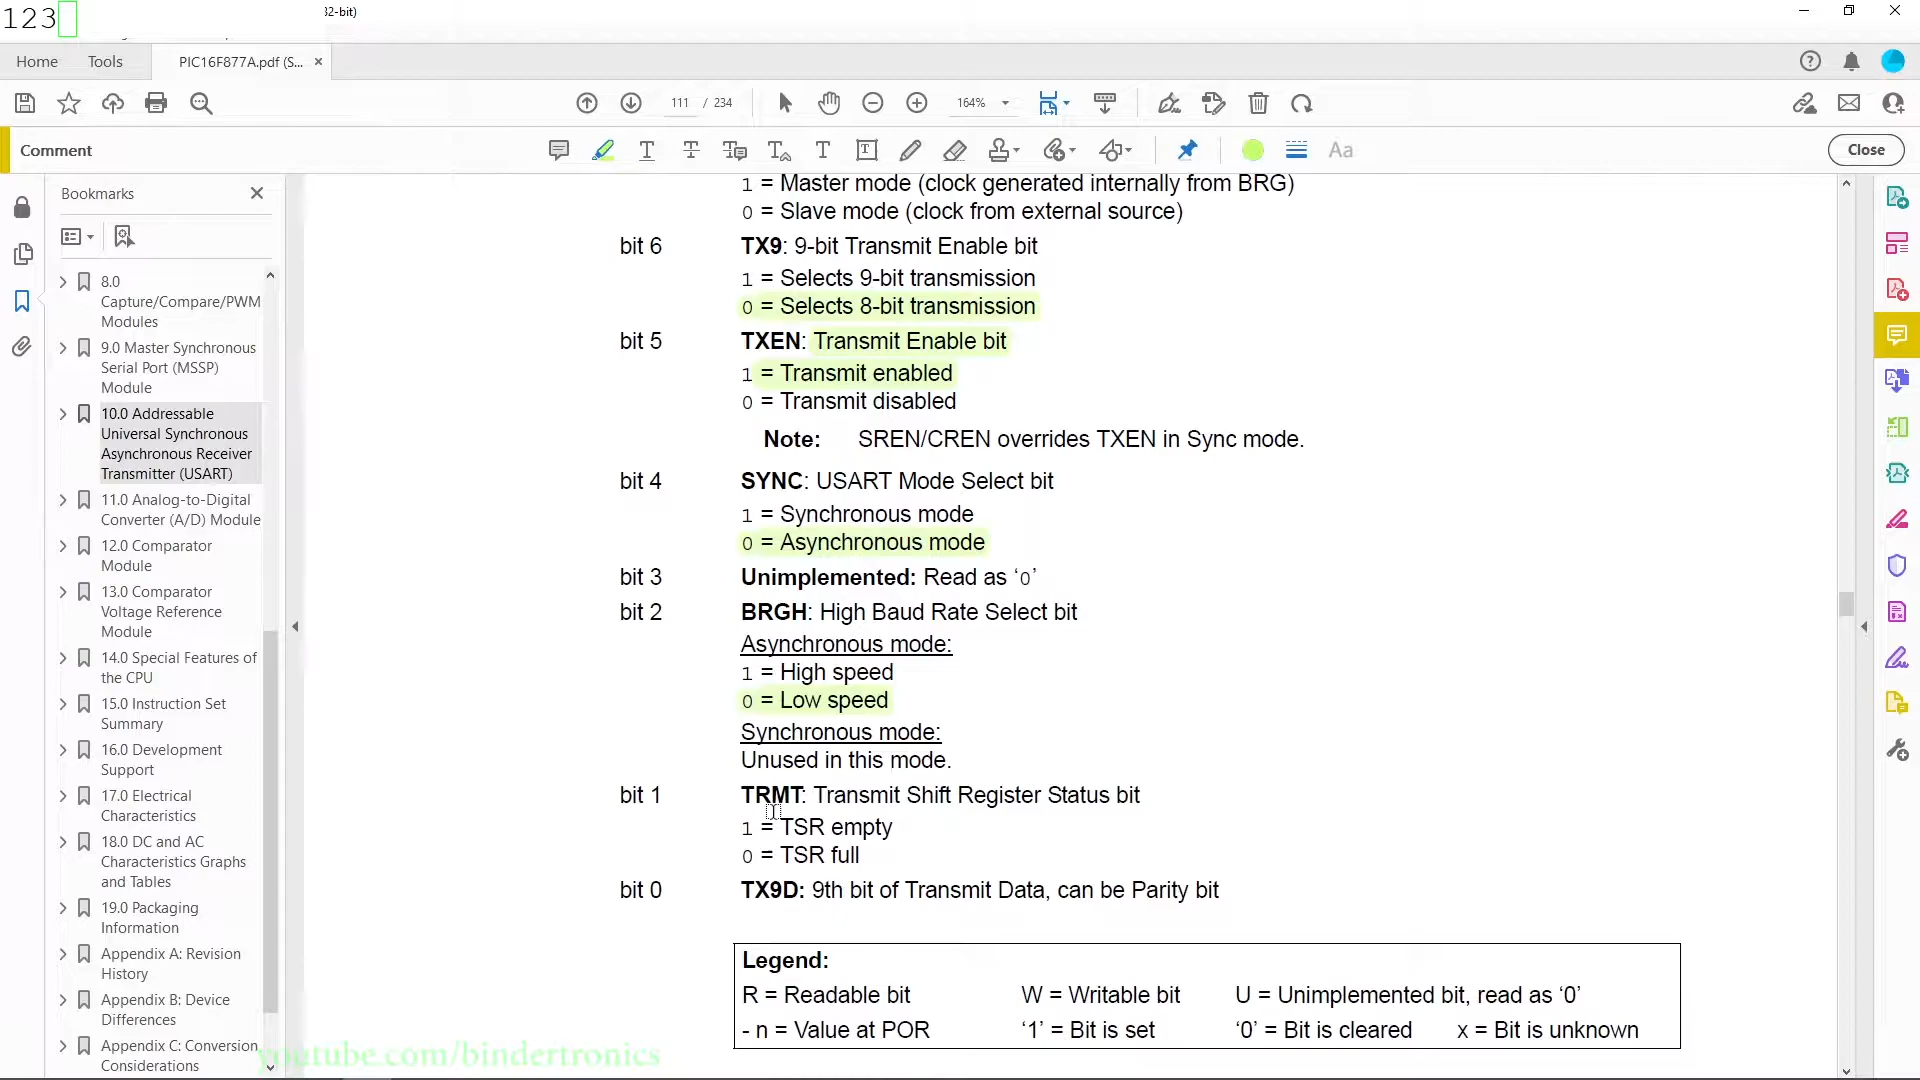 123
32-bit)
Home
Tools
PIC16F877A.pdf (S...
111 / 234
164%
Comment
Close
Bookmarks
8.0
Capture/Compare/PWM
Modules
9.0 Master Synchronous
Serial Port (MSSP)
Module
10.0 Addressable
Universal Synchronous
Asynchronous Receiver
Transmitter (USART)
11.0 Analog-to-Digital
Converter (A/D) Module
12.0 Comparator
Module
13.0 Comparator
Voltage Reference
Module
14.0 Special Features of
the CPU
15.0 Instruction Set
Summary
16.0 Development
Support
17.0 Electrical
Characteristics
18.0 DC and AC
Characteristics Graphs
and Tables
19.0 Packaging
Information
Appendix A: Revision
History
Appendix B: Device
Differences
Appendix C: Conversion
Considerations
1 = Master mode (clock generated internally from BRG)
0 = Slave mode (clock from external source)
bit 6 TX9: 9-bit Transmit Enable bit
1 = Selects 9-bit transmission
0 = Selects 8-bit transmission
bit 5 TXEN: Transmit Enable bit
1 = Transmit enabled
0 = Transmit disabled
Note: SREN/CREN overrides TXEN in Sync mode.
bit 4 SYNC: USART Mode Select bit
1 = Synchronous mode
0 = Asynchronous mode
bit 3 Unimplemented: Read as ‘0’
bit 2 BRGH: High Baud Rate Select bit
Asynchronous mode:
1 = High speed
0 = Low speed
Synchronous mode:
Unused in this mode.
bit 1 TRMT: Transmit Shift Register Status bit
1 = TSR empty
0 = TSR full
bit 0 TX9D: 9th bit of Transmit Data, can be Parity bit
Legend:
R = Readable bit W = Writable bit U = Unimplemented bit, read as ‘0’
- n = Value at POR ‘1’ = Bit is set ‘0’ = Bit is cleared x = Bit is unknown
youtube.com/bindertronics
Aa